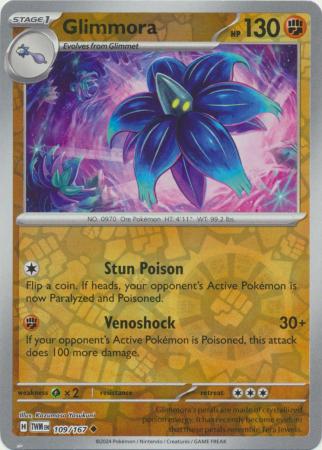 STAGE 1
Glimmora
HP 130
Evolves from Glimmet
NO. 0970 Ore Pokémon HT: 4'11" WT: 99.2 lbs.
Stun Poison
Flip a coin. If heads, your opponent's Active Pokémon is
now Paralyzed and Poisoned.
Venoshock 30+
If your opponent's Active Pokémon is Poisoned, this attack
does 100 more damage.
weakness ×2 resistance retreat
Illus. Kazumasa Yasukuni
H TWM EN 109/167
Glimmora's petals are made of crystallized
poison energy. It has recently become evident
that these petals resemble Tera Jewels.
©2024 Pokémon / Nintendo / Creatures / GAME FREAK